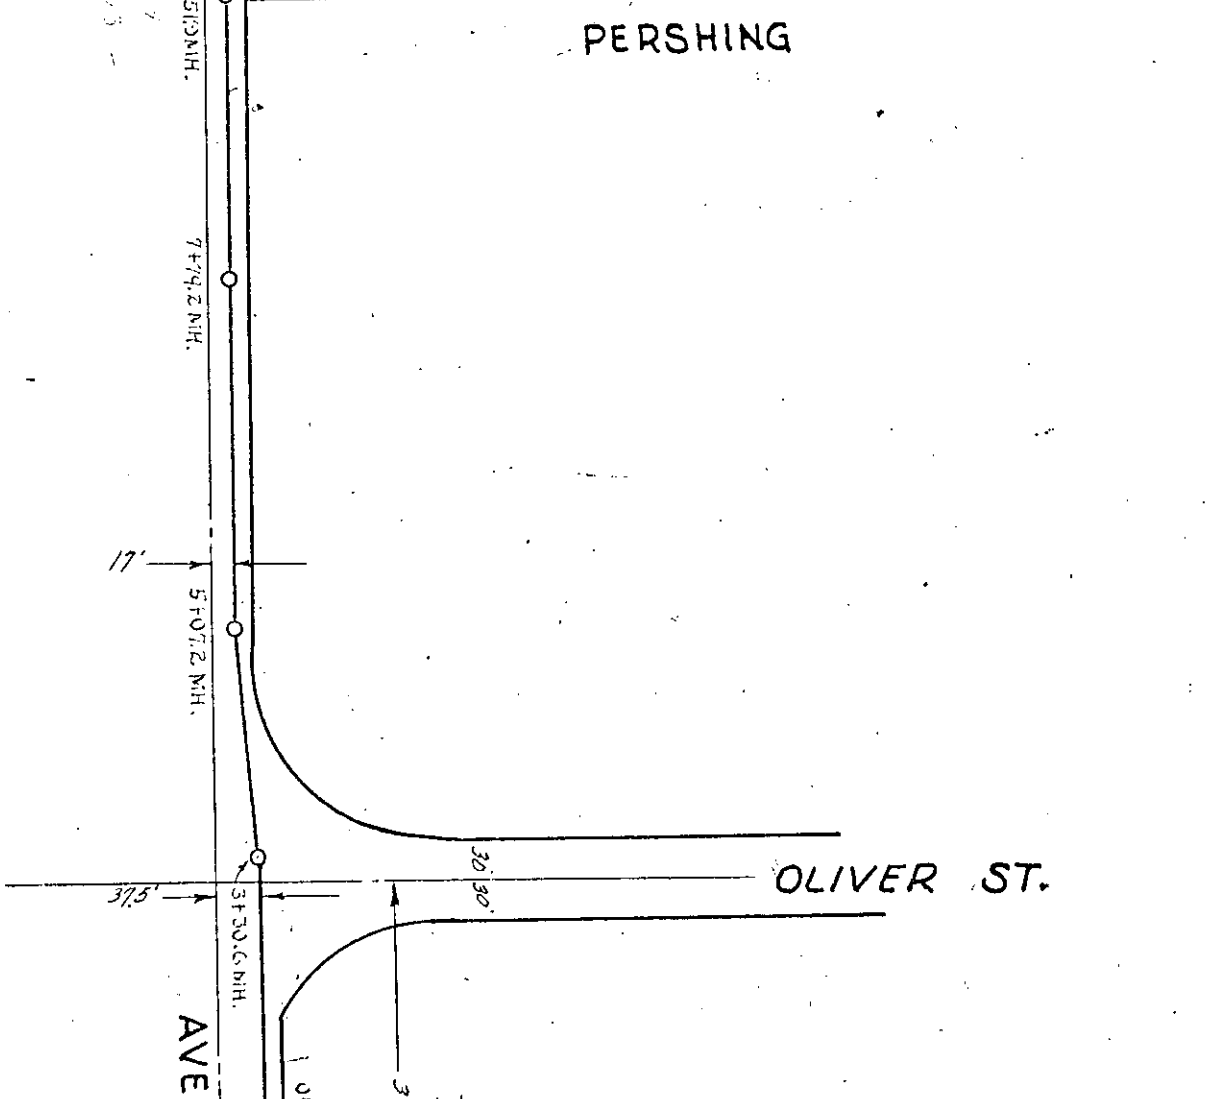 PERSHING
7+74.2 MH.
17'
5+07.2 MH.
30' 30'
OLIVER ST.
37.5'
3+30.6 MH.
AVE
3